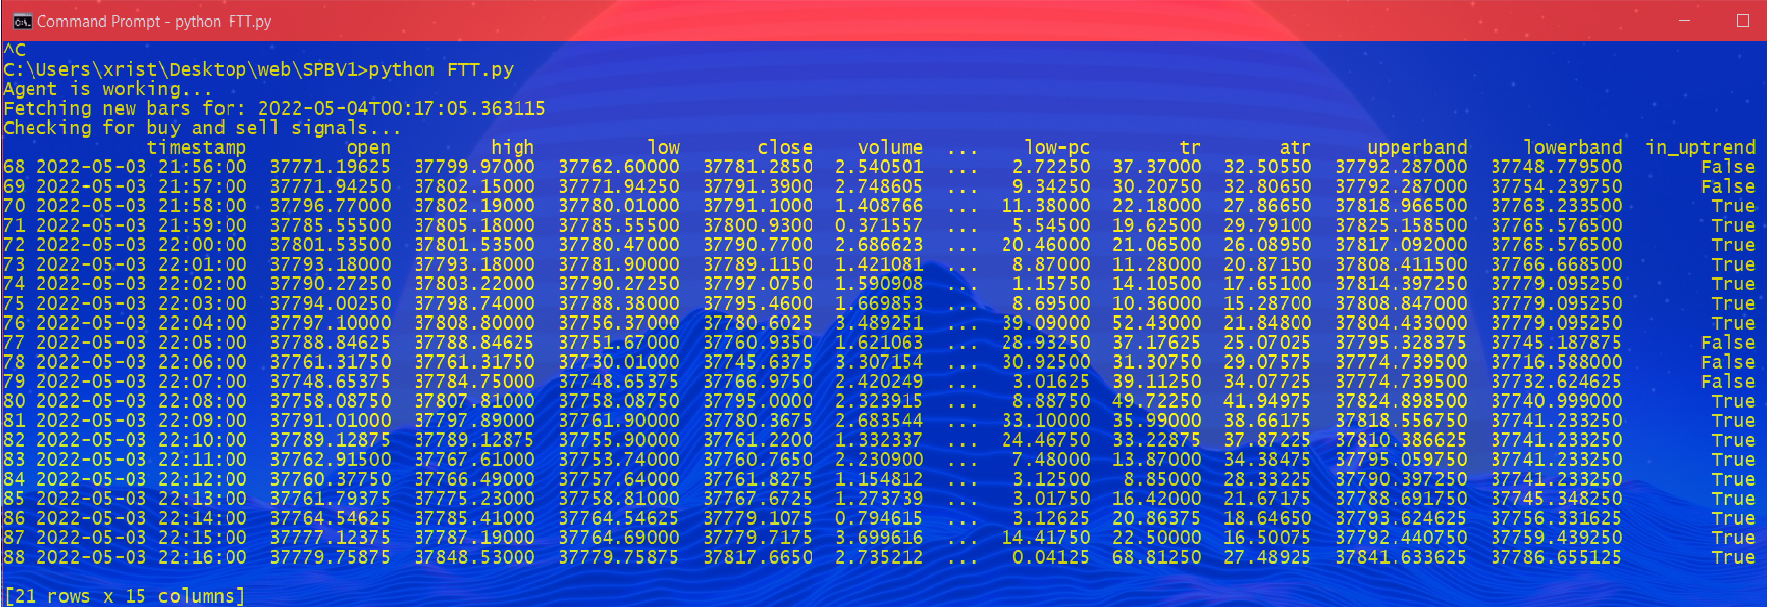 Command Prompt - python FTT.py
^C
C:\Users\xrist\Desktop\web\SPBV1>python FTT.py
Agent is working...
Fetching new bars for: 2022-05-04T00:17:05.363115
Checking for buy and sell signals...
timestamp open high low close volume ... low-pc tr atr upperband lowerband in_uptrend
68 2022-05-03 21:56:00 37771.19625 37799.97000 37762.60000 37781.2850 2.540501 ... 2.72250 37.37000 32.50550 37792.287000 37748.779500 False
69 2022-05-03 21:57:00 37771.94250 37802.15000 37771.94250 37791.3900 2.748605 ... 9.34250 30.20750 32.80650 37792.287000 37754.239750 False
70 2022-05-03 21:58:00 37796.77000 37802.19000 37780.01000 37791.1000 1.408766 ... 11.38000 22.18000 27.86650 37818.966500 37763.233500 True
71 2022-05-03 21:59:00 37785.55500 37805.18000 37785.55500 37800.9300 0.371557 ... 5.54500 19.62500 29.79100 37825.158500 37765.576500 True
72 2022-05-03 22:00:00 37801.53500 37801.53500 37780.47000 37790.7700 2.686623 ... 20.46000 21.06500 26.08950 37817.092000 37765.576500 True
73 2022-05-03 22:01:00 37793.18000 37793.18000 37781.90000 37789.1150 1.421081 ... 8.87000 11.28000 20.87150 37808.411500 37766.668500 True
74 2022-05-03 22:02:00 37790.27250 37803.22000 37790.27250 37797.0750 1.590908 ... 1.15750 14.10500 17.65100 37814.397250 37779.095250 True
75 2022-05-03 22:03:00 37794.00250 37798.74000 37788.38000 37795.4600 1.669853 ... 8.69500 10.36000 15.28700 37808.847000 37779.095250 True
76 2022-05-03 22:04:00 37797.10000 37808.80000 37756.37000 37780.6025 3.489251 ... 39.09000 52.43000 21.84800 37804.433000 37779.095250 True
77 2022-05-03 22:05:00 37788.84625 37788.84625 37751.67000 37760.9350 1.621063 ... 28.93250 37.17625 25.07025 37795.328375 37745.187875 False
78 2022-05-03 22:06:00 37761.31750 37761.31750 37730.01000 37745.6375 3.307154 ... 30.92500 31.30750 29.07575 37774.739500 37716.588000 False
79 2022-05-03 22:07:00 37748.65375 37784.75000 37748.65375 37766.9750 2.420249 ... 3.01625 39.11250 34.07725 37774.739500 37732.624625 False
80 2022-05-03 22:08:00 37758.08750 37807.81000 37758.08750 37795.0000 2.323915 ... 8.88750 49.72250 41.94975 37824.898500 37740.999000 True
81 2022-05-03 22:09:00 37791.01000 37797.89000 37761.90000 37780.3675 2.683544 ... 33.10000 35.99000 38.66175 37818.556750 37741.233250 True
82 2022-05-03 22:10:00 37789.12875 37789.12875 37755.90000 37761.2200 1.332337 ... 24.46750 33.22875 37.87225 37810.386625 37741.233250 True
83 2022-05-03 22:11:00 37762.91500 37767.61000 37753.74000 37760.7650 2.230900 ... 7.48000 13.87000 34.38475 37795.059750 37741.233250 True
84 2022-05-03 22:12:00 37760.37750 37766.49000 37757.64000 37761.8275 1.154812 ... 3.12500 8.85000 28.33225 37790.397250 37741.233250 True
85 2022-05-03 22:13:00 37761.79375 37775.23000 37758.81000 37767.6725 1.273739 ... 3.01750 16.42000 21.67175 37788.691750 37745.348250 True
86 2022-05-03 22:14:00 37764.54625 37785.41000 37764.54625 37779.1075 0.794615 ... 3.12625 20.86375 18.64650 37793.624625 37756.331625 True
87 2022-05-03 22:15:00 37777.12375 37787.19000 37764.69000 37779.7175 3.699616 ... 14.41750 22.50000 16.50075 37792.440750 37759.439250 True
88 2022-05-03 22:16:00 37779.75875 37848.53000 37779.75875 37817.6650 2.735212 ... 0.04125 68.81250 27.48925 37841.633625 37786.655125 True
[21 rows x 15 columns]